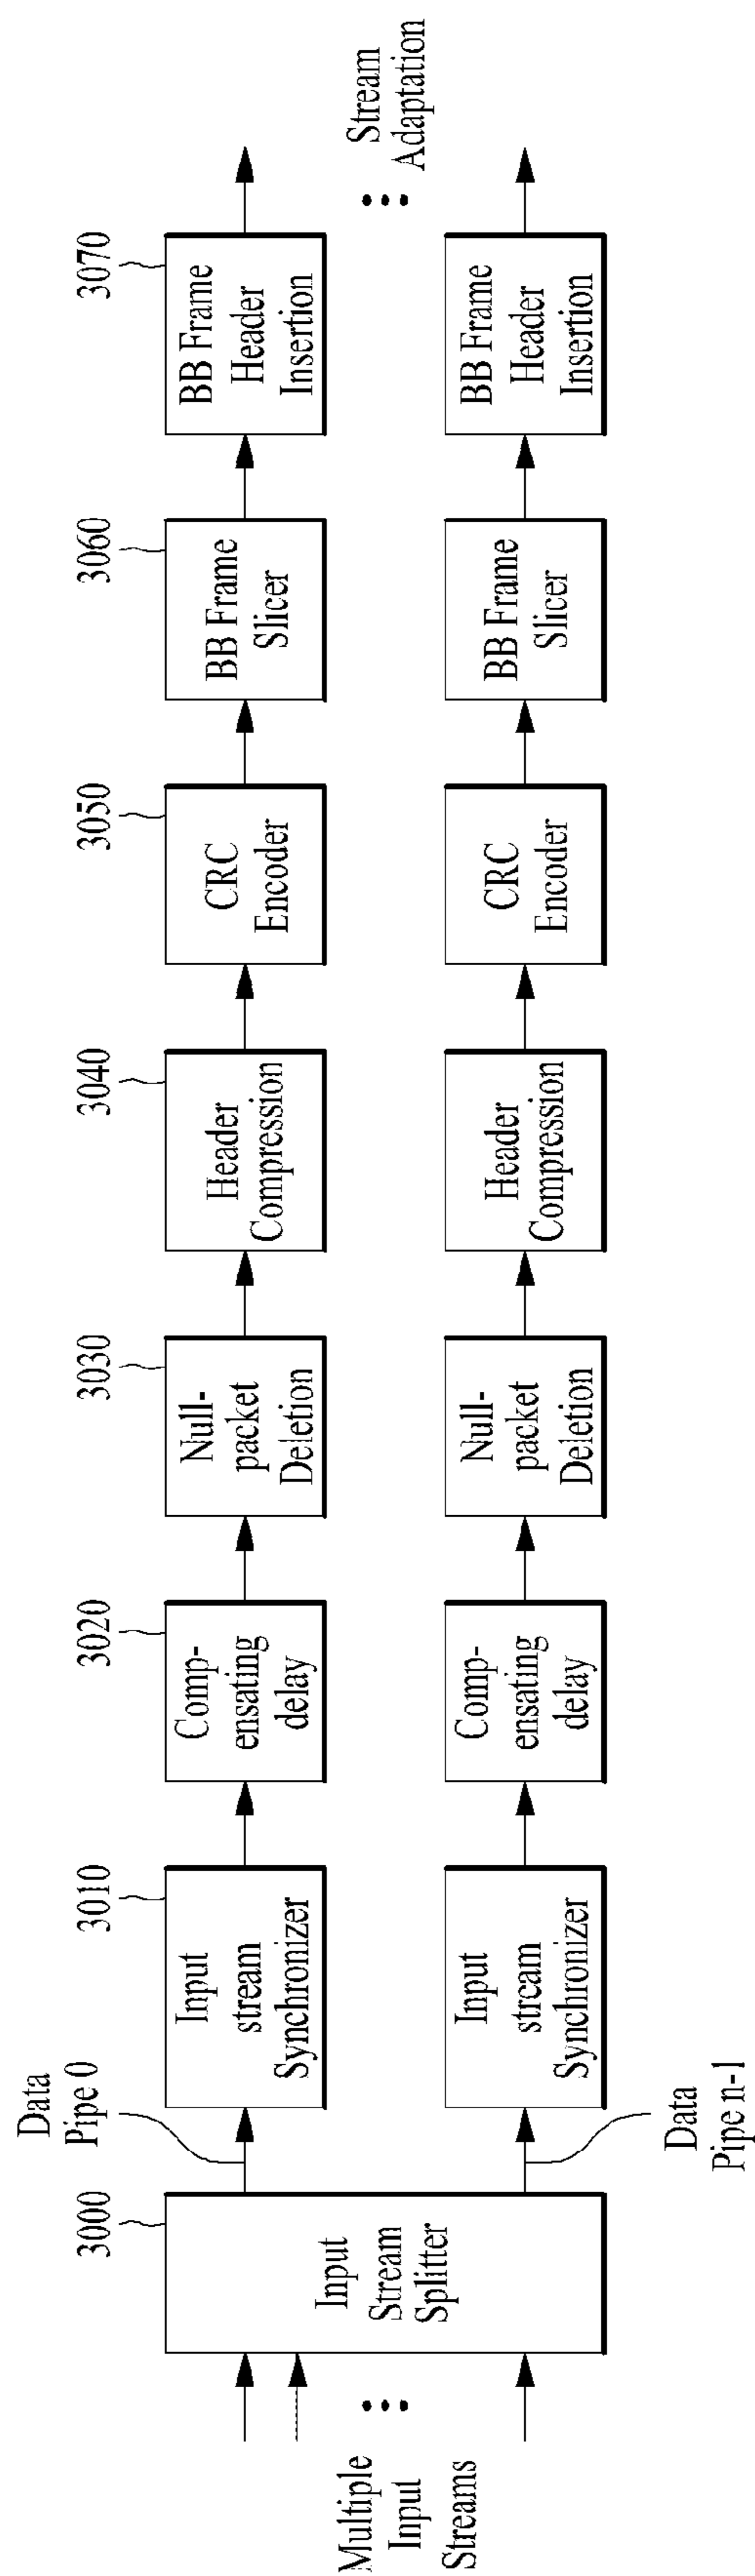 Multiple
Input
Streams
3000
Input
Stream
Splitter
Data
Pipe 0
3010
Input
stream
Synchronizer
3020
Comp-
ensating
delay
3030
Null-
packet
Deletion
3040
Header
Compression
3050
CRC
Encoder
3060
BB Frame
Slicer
3070
BB Frame
Header
Insertion
Data
Pipe n-1
Input
stream
Synchronizer
Comp-
ensating
delay
Null-
packet
Deletion
Header
Compression
CRC
Encoder
BB Frame
Slicer
BB Frame
Header
Insertion
Stream
Adaptation